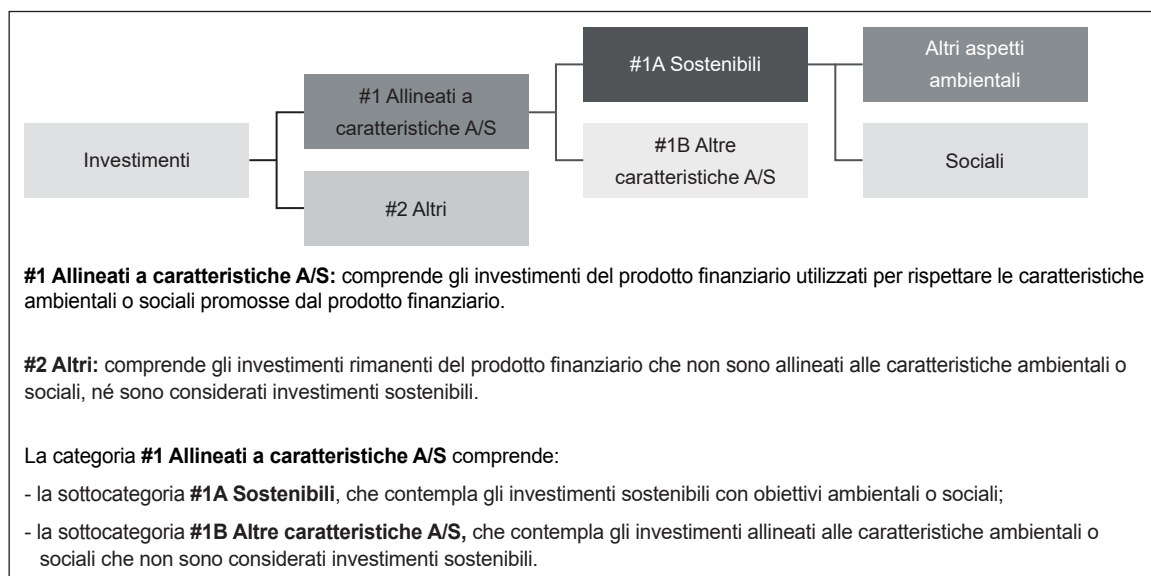 #1A Sostenibili
Altri aspetti
ambientali
#1 Allineati a
caratteristiche A/S
Investimenti
#1B Altre
caratteristiche A/S
Sociali
#2 Altri
#1 Allineati a caratteristiche A/S: comprende gli investimenti del prodotto finanziario utilizzati per rispettare le caratteristiche
ambientali o sociali promosse dal prodotto finanziario.
#2 Altri: comprende gli investimenti rimanenti del prodotto finanziario che non sono allineati alle caratteristiche ambientali o
sociali, né sono considerati investimenti sostenibili.
La categoria #1 Allineati a caratteristiche A/S comprende:
- la sottocategoria #1A Sostenibili, che contempla gli investimenti sostenibili con obiettivi ambientali o sociali;
- la sottocategoria #1B Altre caratteristiche A/S, che contempla gli investimenti allineati alle caratteristiche ambientali o
sociali che non sono considerati investimenti sostenibili.